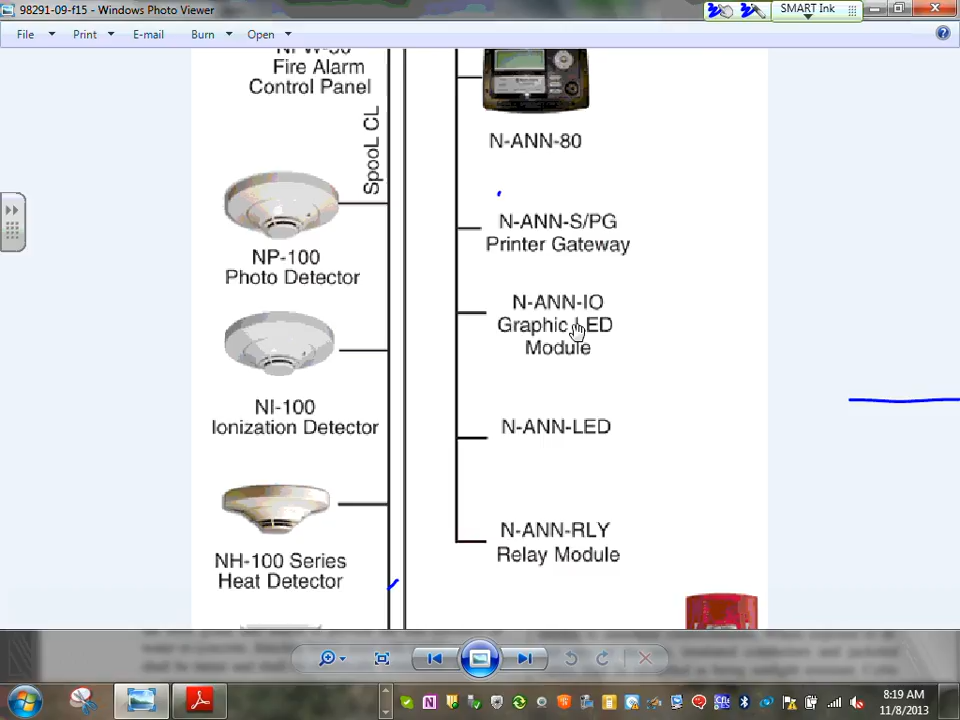 98291-09-f15 - Windows Photo Viewer
SMART Ink
File Print E-mail Burn Open
Fire Alarm
Control Panel
SpooL CL
N-ANN-80
NP-100
Photo Detector
N-ANN-S/PG
Printer Gateway
N-ANN-IO
Graphic LED
Module
NI-100
Ionization Detector
N-ANN-LED
NH-100 Series
Heat Detector
N-ANN-RLY
Relay Module
8:19 AM
11/8/2013